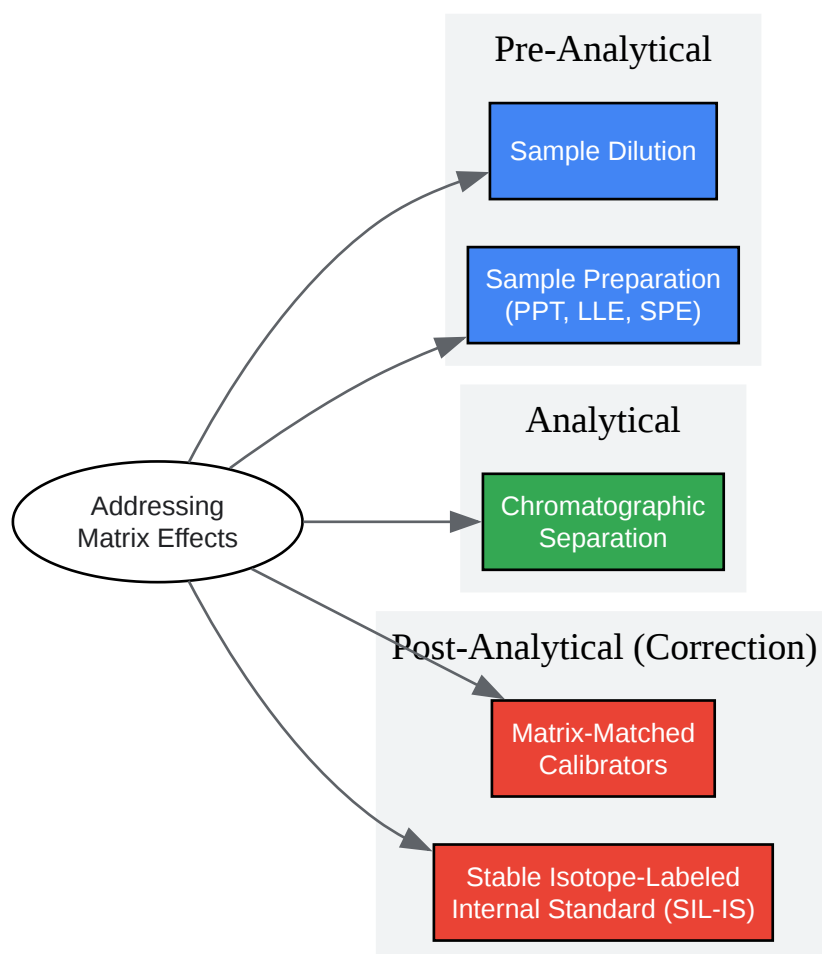 Pre-Analytical
Sample Dilution
Sample Preparation
(PPT, LLE, SPE)
Analytical
Chromatographic
Separation
Addressing
Matrix Effects
Post-Analytical (Correction)
Matrix-Matched
Calibrators
Stable Isotope-Labeled
Internal Standard (SIL-IS)